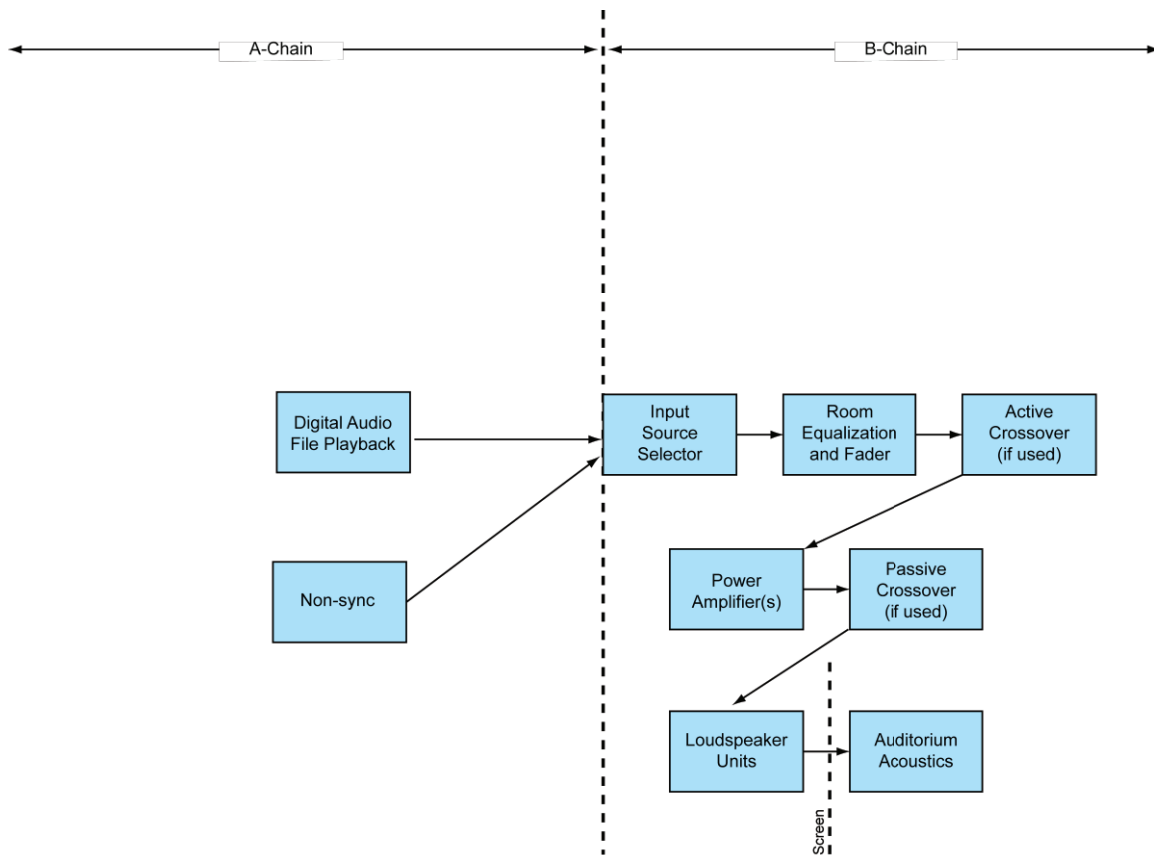 A-Chain
B-Chain
Digital Audio
File Playback
Input
Source
Selector
Room
Equalization
and Fader
Active
Crossover
(if used)
Non-sync
Power
Amplifier(s)
Passive
Crossover
(if used)
Loudspeaker
Units
Auditorium
Acoustics
Screen